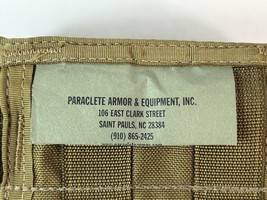 PARACLETE ARMOR & EQUIPMENT, INC.
106 EAST CLARK STREET
SAINT PAULS, NC 28384
(910) 865-2425